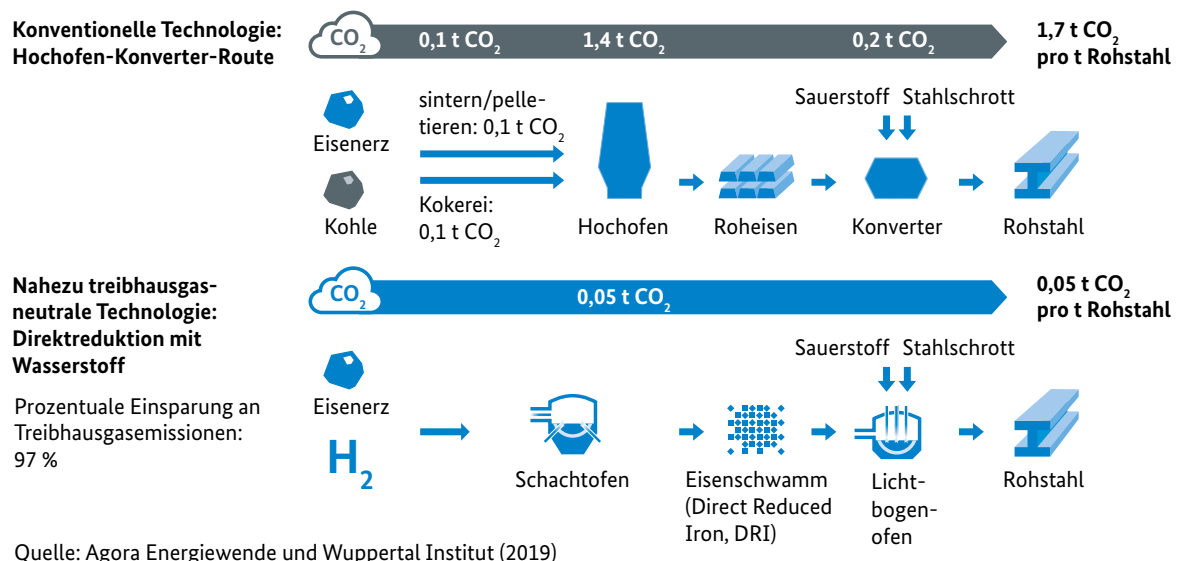 Konventionelle Technologie:
Hochofen-Konverter-Route
CO₂
0,1 t CO₂
1,4 t CO₂
0,2 t CO₂
1,7 t CO₂
pro t Rohstahl
Eisenerz
Kohle
sintern/pelle-
tieren: 0,1 t CO₂
Kokerei:
0,1 t CO₂
Hochofen
Roheisen
Sauerstoff Stahlschrott
Konverter
Rohstahl
Nahezu treibhausgas-
neutrale Technologie:
Direktreduktion mit
Wasserstoff
Prozentuale Einsparung an
Treibhausgasemissionen:
97 %
CO₂
0,05 t CO₂
0,05 t CO₂
pro t Rohstahl
Eisenerz
H₂
Schachtofen
Eisenschwamm
(Direct Reduced
Iron, DRI)
Sauerstoff Stahlschrott
Licht-
bogen-
ofen
Rohstahl
Quelle: Agora Energiewende und Wuppertal Institut (2019)